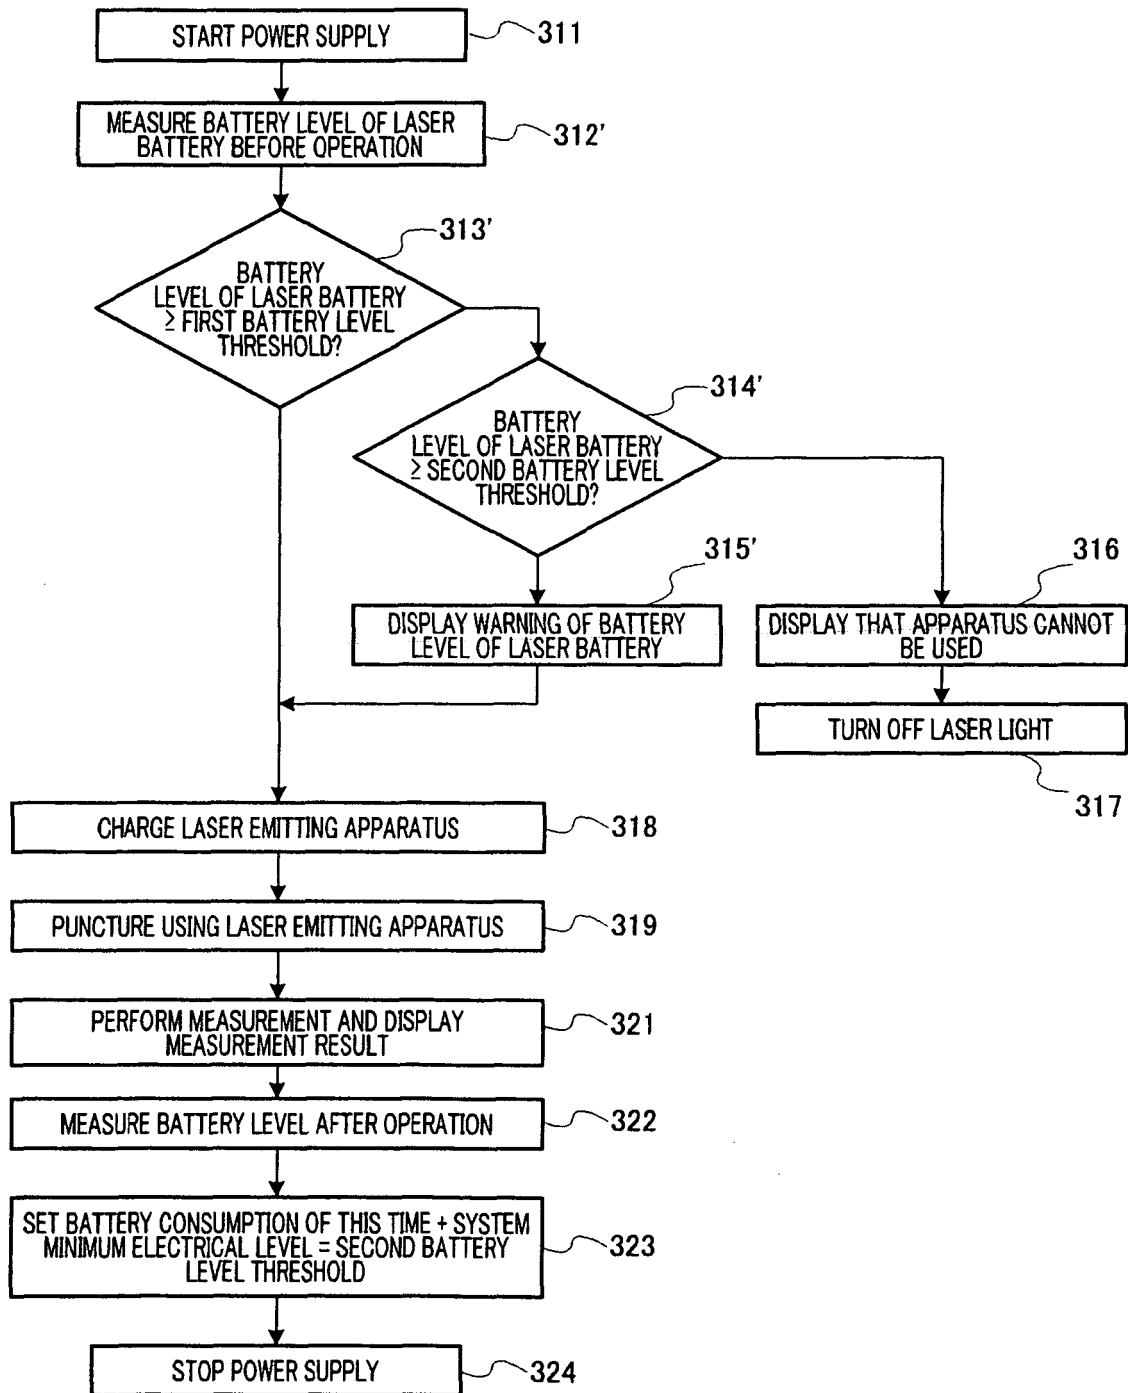 START POWER SUPPLY
311
MEASURE BATTERY LEVEL OF LASER
BATTERY BEFORE OPERATION
312'
313'
BATTERY
LEVEL OF LASER BATTERY
≥ FIRST BATTERY LEVEL
THRESHOLD?
314'
BATTERY
LEVEL OF LASER BATTERY
≥ SECOND BATTERY LEVEL
THRESHOLD?
315'
DISPLAY WARNING OF BATTERY
LEVEL OF LASER BATTERY
316
DISPLAY THAT APPARATUS CANNOT
BE USED
TURN OFF LASER LIGHT
317
CHARGE LASER EMITTING APPARATUS
318
PUNCTURE USING LASER EMITTING APPARATUS
319
PERFORM MEASUREMENT AND DISPLAY
MEASUREMENT RESULT
321
MEASURE BATTERY LEVEL AFTER OPERATION
322
SET BATTERY CONSUMPTION OF THIS TIME + SYSTEM
MINIMUM ELECTRICAL LEVEL = SECOND BATTERY
LEVEL THRESHOLD
323
STOP POWER SUPPLY
324